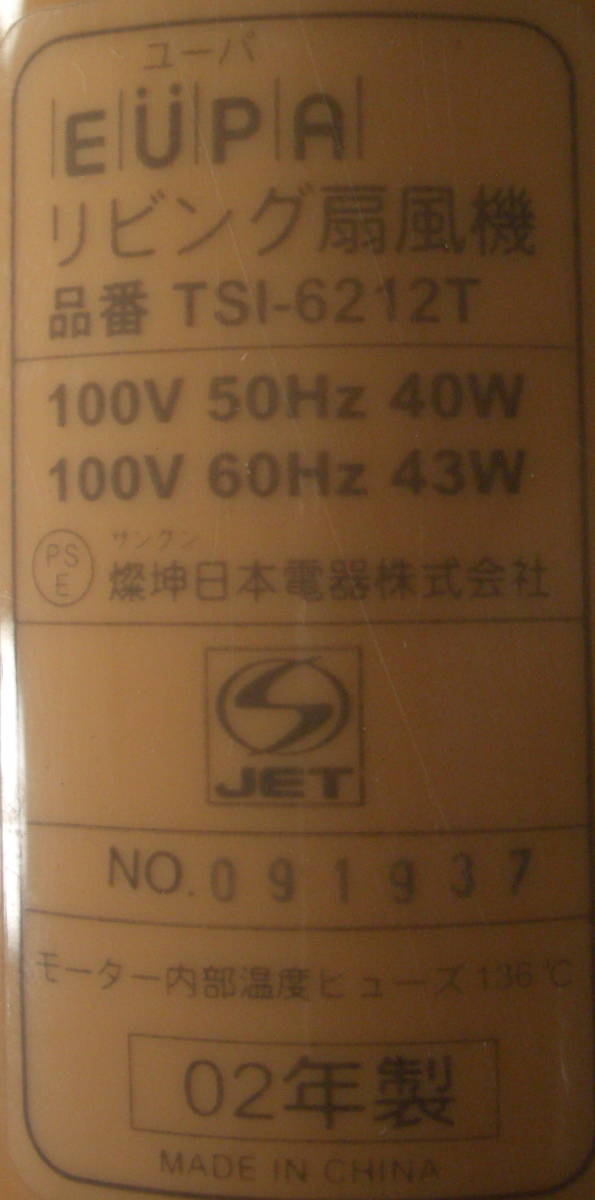 ユーパ
EÜPA
リビング扇風機
品番 TSI-6212T
100V 50Hz 40W
100V 60Hz 43W
サンクン
PS
E
燦坤日本電器株式会社
JET
NO. 091937
モーター内部温度ヒューズ 136℃
02年製
MADE IN CHINA